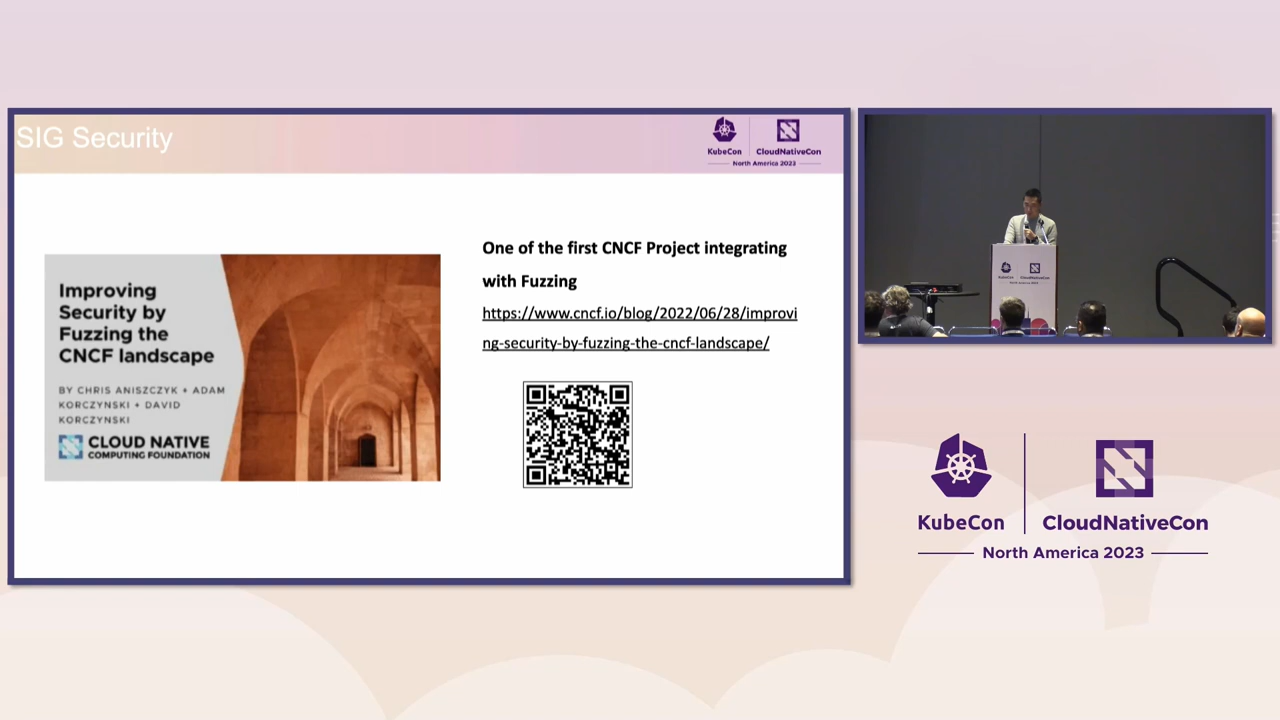 SIG Security
KubeCon
CloudNativeCon
North America 2023
Improving
Security by
Fuzzing the
CNCF landscape
BY CHRIS ANISZCZYK + ADAM
KORCZYNSKI + DAVID
KORCZYNSKI
CLOUD NATIVE
COMPUTING FOUNDATION
One of the first CNCF Project integrating
with Fuzzing
https://www.cncf.io/blog/2022/06/28/improvi
ng-security-by-fuzzing-the-cncf-landscape/
KubeCon
CloudNativeCon
North America 2023